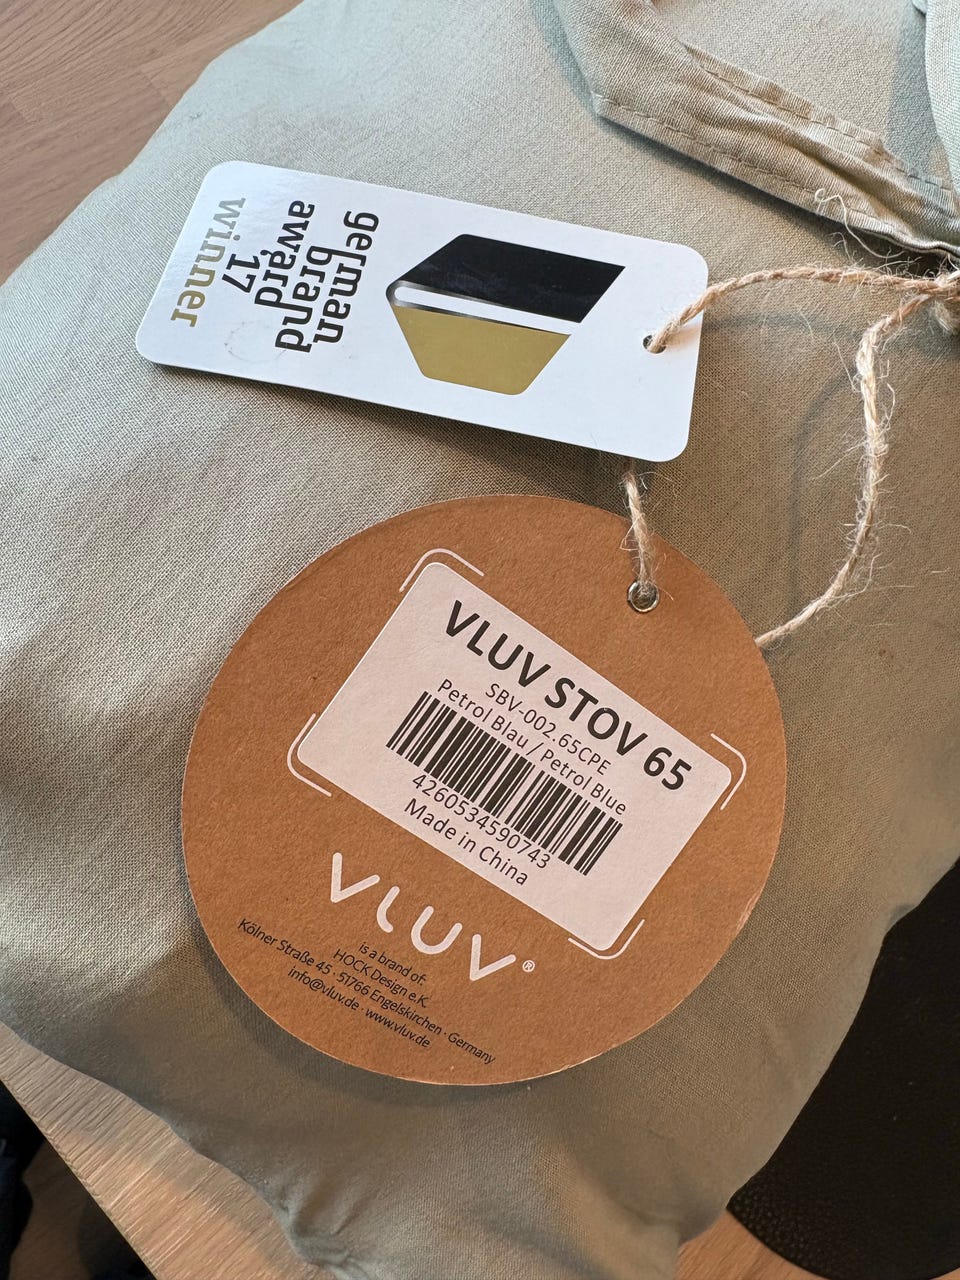 german
brand
award
17
winner
VLUV STOV 65
SBV-002.65CPE
Petrol Blau / Petrol Blue
4260534590743
Made in China
VLUV®
is a brand of:
HOCK Design e.K.
Kölner Straße 45 · 51766 Engelskirchen · Germany
info@vluv.de · www.vluv.de